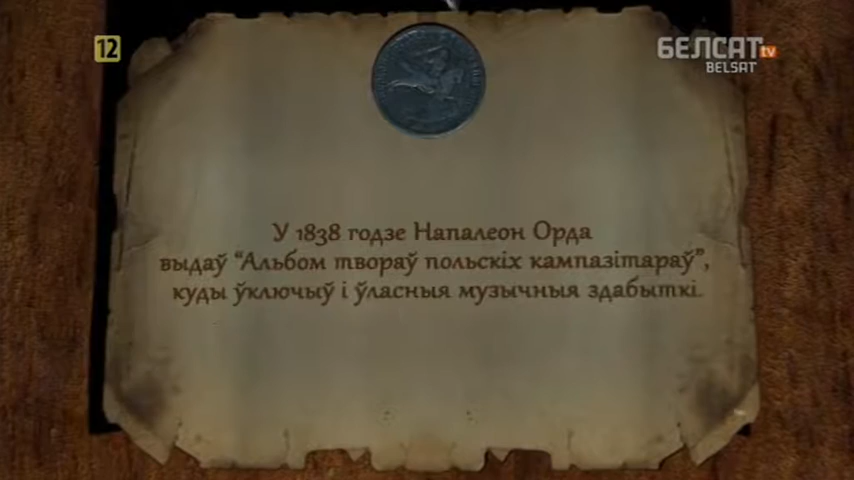 12
БЕЛСАТ tv
BELSAT
У 1838 годзе Напалеон Орда
выдаў “Альбом твораў польскіх кампазітараў”,
куды ўключыў і ўласныя музычныя здабыткі.